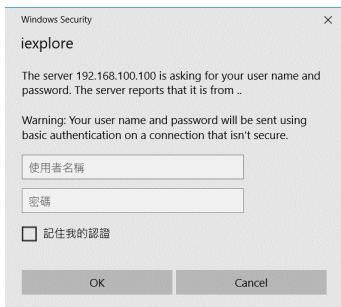 Windows Security
iexplore
The server 192.168.100.100 is asking for your user name and
password. The server reports that it is from ..
Warning: Your user name and password will be sent using
basic authentication on a connection that isn't secure.
使用者名稱
密碼
記住我的認證
OK
Cancel